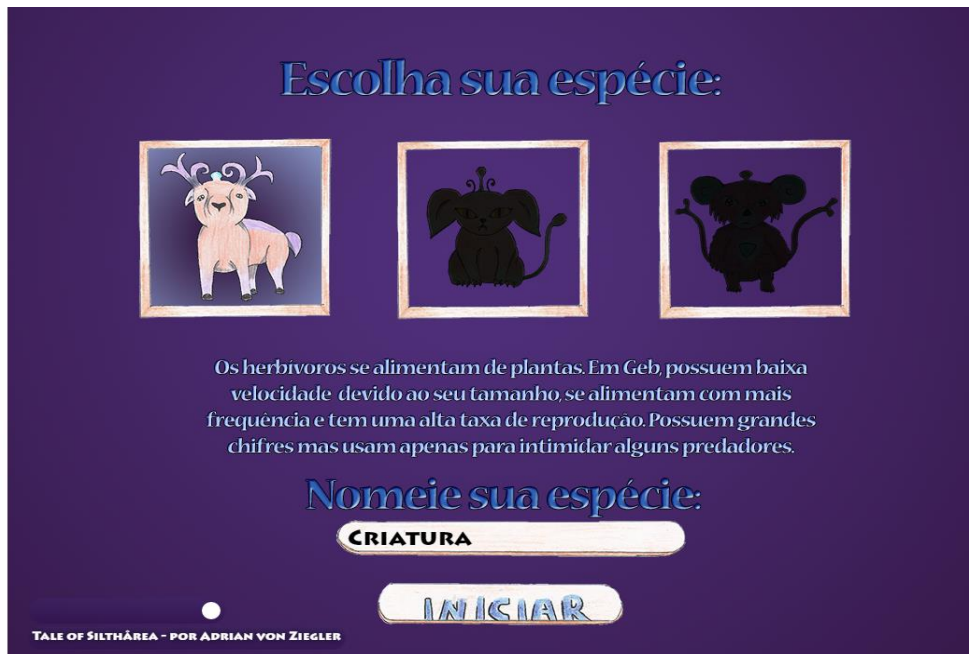 Escolha sua espécie:
Os herbívoros se alimentam de plantas. Em Geb, possuem baixa
velocidade devido ao seu tamanho, se alimentam com mais
frequência e tem uma alta taxa de reprodução. Possuem grandes
chifres mas usam apenas para intimidar alguns predadores.
Nomeie sua espécie:
CRIATURA
INICIAR
TALE OF SILTHÂREA - POR ADRIAN VON ZIEGLER